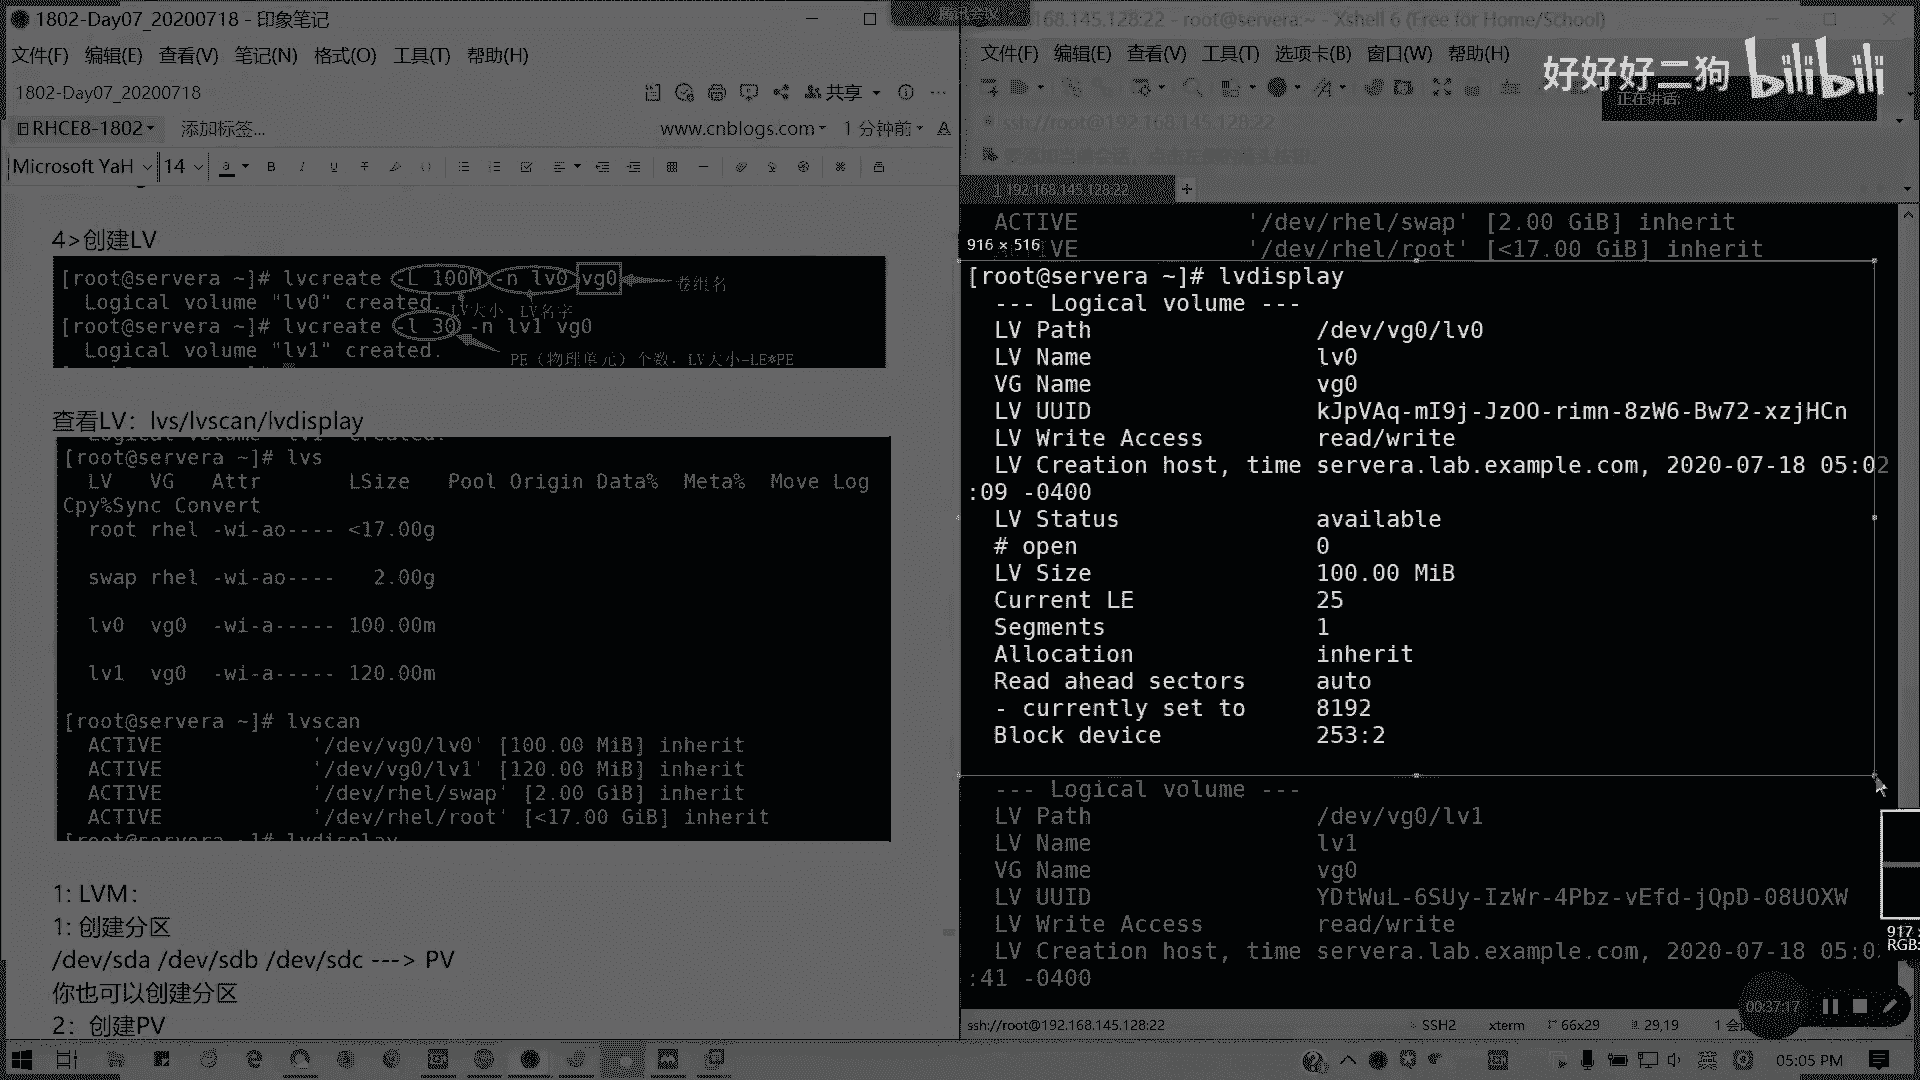 1802-Day07_20200718 - 印象笔记
文件(F) 编辑(E) 查看(V) 笔记(N) 格式(O) 工具(T) 帮助(H)
1802-Day07_20200718
共享
RHCE8-1802
添加标签...
www.cnblogs.com
1 分钟前
Microsoft YaH
14
4>创建LV
[root@servera ~]# lvcreate -L 100M -n lv0 vg0
卷组名
Logical volume "lv0" created.
LV大小
LV名字
[root@servera ~]# lvcreate -l 30 -n lv1 vg0
Logical volume "lv1" created.
PE（物理单元）个数. LV大小=LE*PE
查看LV：lvs/lvscan/lvdisplay
[root@servera ~]# lvs
LV VG Attr LSize Pool Origin Data% Meta% Move Log
Cpy%Sync Convert
root rhel -wi-ao---- <17.00g
swap rhel -wi-ao---- 2.00g
lv0 vg0 -wi-a----- 100.00m
lv1 vg0 -wi-a----- 120.00m
[root@servera ~]# lvscan
ACTIVE '/dev/vg0/lv0' [100.00 MiB] inherit
ACTIVE '/dev/vg0/lv1' [120.00 MiB] inherit
ACTIVE '/dev/rhel/swap' [2.00 GiB] inherit
ACTIVE '/dev/rhel/root' [<17.00 GiB] inherit
1: LVM：
1: 创建分区
/dev/sda /dev/sdb /dev/sdc ---> PV
你也可以创建分区
2：创建PV
168.145.128:22 - root@servera:~ - Xshell 6 (Free for Home/School)
文件(F) 编辑(E) 查看(V) 工具(T) 选项卡(B) 窗口(W) 帮助(H)
好好好二狗 bilibili
正在讲话:
ssh://root@192.168.145.128:22
1 192.168.145.128:22
ACTIVE '/dev/rhel/swap' [2.00 GiB] inherit
916 × 516
'/dev/rhel/root' [<17.00 GiB] inherit
[root@servera ~]# lvdisplay
--- Logical volume ---
LV Path /dev/vg0/lv0
LV Name lv0
VG Name vg0
LV UUID kJpVAq-mI9j-JzOO-rimn-8zW6-Bw72-xzjHCn
LV Write Access read/write
LV Creation host, time servera.lab.example.com, 2020-07-18 05:02
:09 -0400
LV Status available
# open 0
LV Size 100.00 MiB
Current LE 25
Segments 1
Allocation inherit
Read ahead sectors auto
- currently set to 8192
Block device 253:2
--- Logical volume ---
LV Path /dev/vg0/lv1
LV Name lv1
VG Name vg0
LV UUID YDtWuL-6SUy-IzWr-4Pbz-vEfd-jQpD-08UOXW
LV Write Access read/write
LV Creation host, time servera.lab.example.com, 2020-07-18 05:0
:41 -0400
917
RGB:
00:37:17
ssh://root@192.168.145.128:22
SSH2
xterm
66x29
29,19
05:05 PM